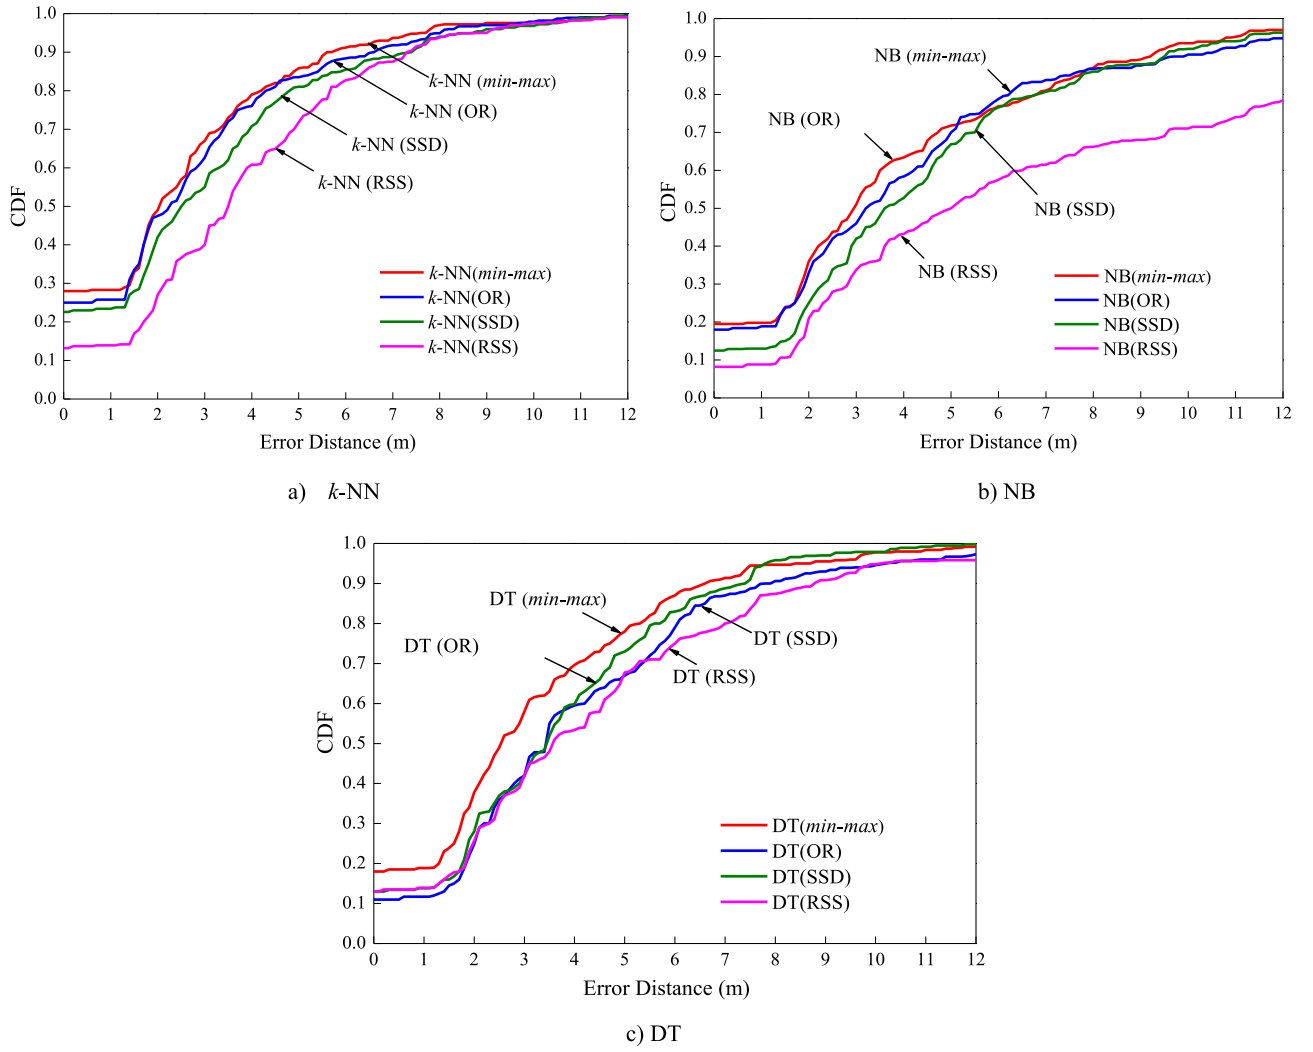 1.0
0.9
0.8
0.7
0.6
0.5
0.4
0.3
0.2
0.1
0.0
CDF
k-NN (min-max)
k-NN (OR)
k-NN (SSD)
k-NN (RSS)
k-NN(min-max)
k-NN(OR)
k-NN(SSD)
k-NN(RSS)
0 1 2 3 4 5 6 7 8 9 10 11 12
Error Distance (m)
a) k-NN
1.0
0.9
0.8
0.7
0.6
0.5
0.4
0.3
0.2
0.1
0.0
CDF
NB (min-max)
NB (OR)
NB (SSD)
NB (RSS)
NB(min-max)
NB(OR)
NB(SSD)
NB(RSS)
0 1 2 3 4 5 6 7 8 9 10 11 12
Error Distance (m)
b) NB
1.0
0.9
0.8
0.7
0.6
0.5
0.4
0.3
0.2
0.1
0.0
CDF
DT (min-max)
DT (OR)
DT (SSD)
DT (RSS)
DT(min-max)
DT(OR)
DT(SSD)
DT(RSS)
0 1 2 3 4 5 6 7 8 9 10 11 12
Error Distance (m)
c) DT